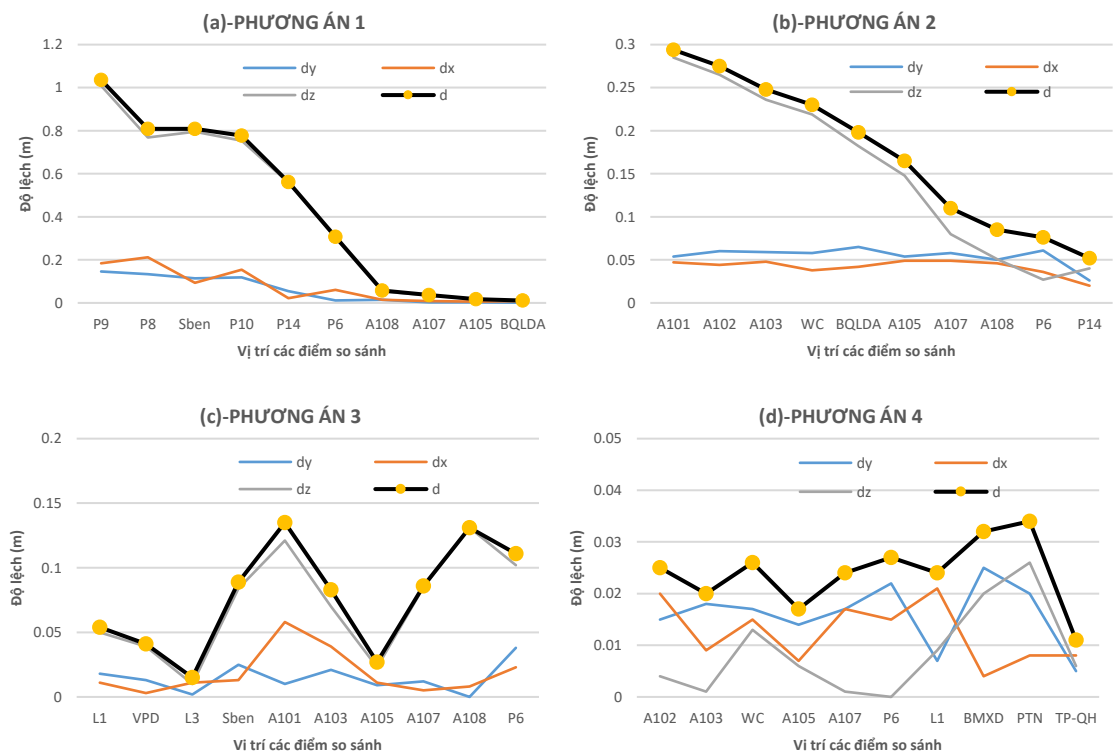 (a)-PHƯƠNG ÁN 1
dy dx
dz d
1.2
1
0.8
0.6
0.4
0.2
0
Độ lệch (m)
P9 P8 Sben P10 P14 P6 A108 A107 A105 BQLDA
Vị trí các điểm so sánh
(b)-PHƯƠNG ÁN 2
dy dx
dz d
0.3
0.25
0.2
0.15
0.1
0.05
0
Độ lệch (m)
A101 A102 A103 WC BQLDA A105 A107 A108 P6 P14
Vị trí các điểm so sánh
(c)-PHƯƠNG ÁN 3
dy dx
dz d
0.2
0.15
0.1
0.05
0
Độ lệch (m)
L1 VPD L3 Sben A101 A103 A105 A107 A108 P6
Vị trí các điểm so sánh
(d)-PHƯƠNG ÁN 4
dy dx
dz d
0.05
0.04
0.03
0.02
0.01
0.00
Độ lệch (m)
A102 A103 WC A105 A107 P6 L1 BMXD PTN TP-QH
Vị trí các điểm so sánh